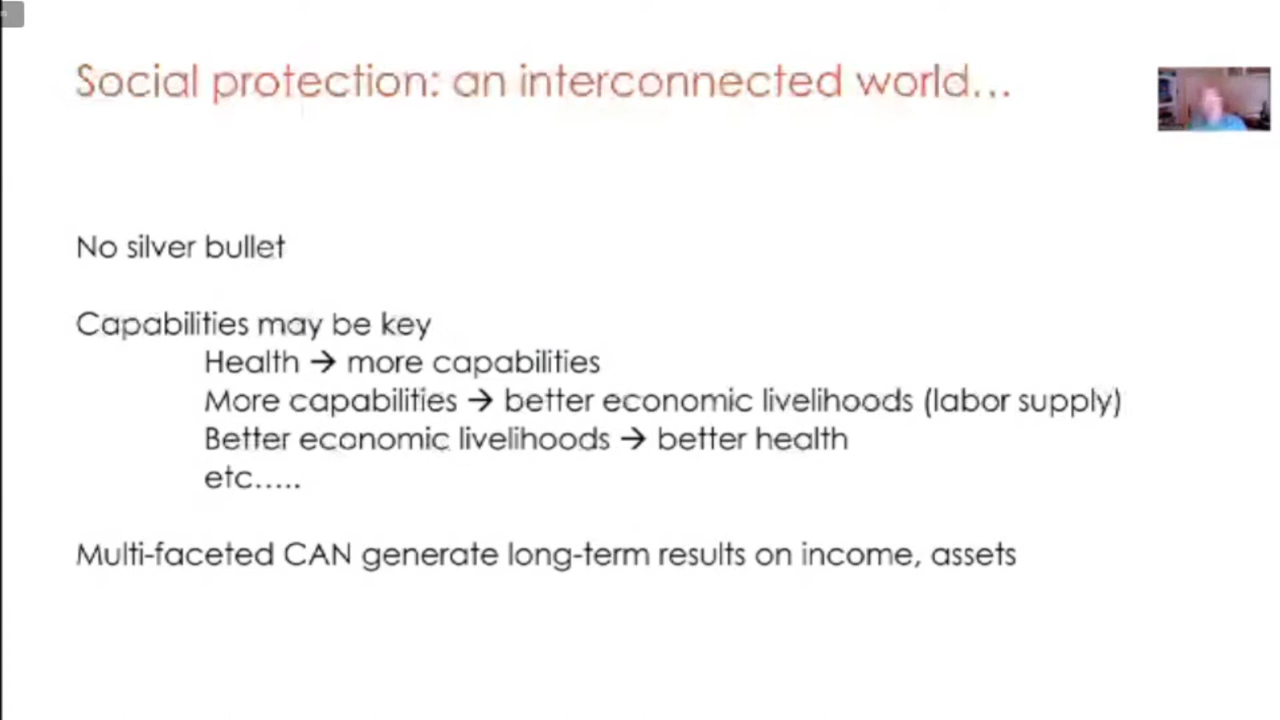 Social protection: an interconnected world...
No silver bullet
Capabilities may be key
Health → more capabilities
More capabilities → better economic livelihoods (labor supply)
Better economic livelihoods → better health
etc.....
Multi-faceted CAN generate long-term results on income, assets